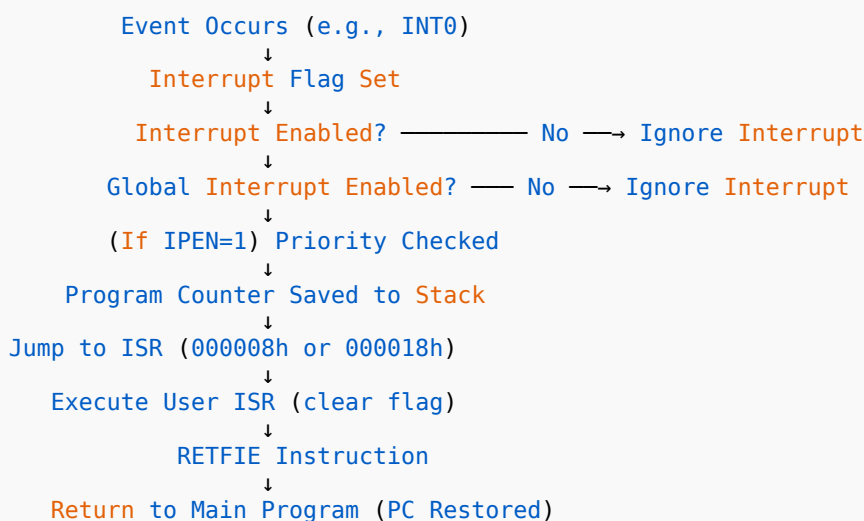 Event Occurs (e.g., INT0)
↓
Interrupt Flag Set
↓
Interrupt Enabled? ───────── No ──→ Ignore Interrupt
↓
Global Interrupt Enabled? ─── No ──→ Ignore Interrupt
↓
(If IPEN=1) Priority Checked
↓
Program Counter Saved to Stack
↓
Jump to ISR (000008h or 000018h)
↓
Execute User ISR (clear flag)
↓
RETFIE Instruction
↓
Return to Main Program (PC Restored)